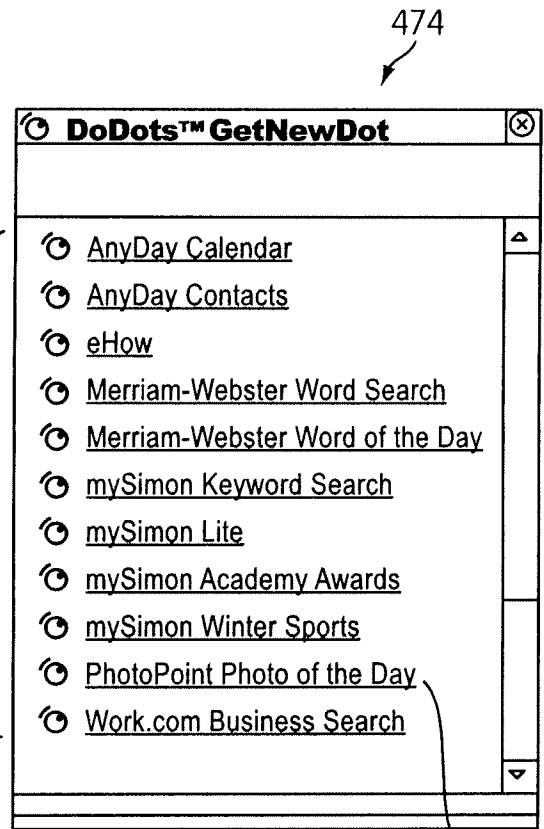 474
DoDots™ GetNewDot
AnyDay Calendar
AnyDay Contacts
eHow
Merriam-Webster Word Search
Merriam-Webster Word of the Day
mySimon Keyword Search
mySimon Lite
mySimon Academy Awards
mySimon Winter Sports
PhotoPoint Photo of the Day
Work.com Business Search